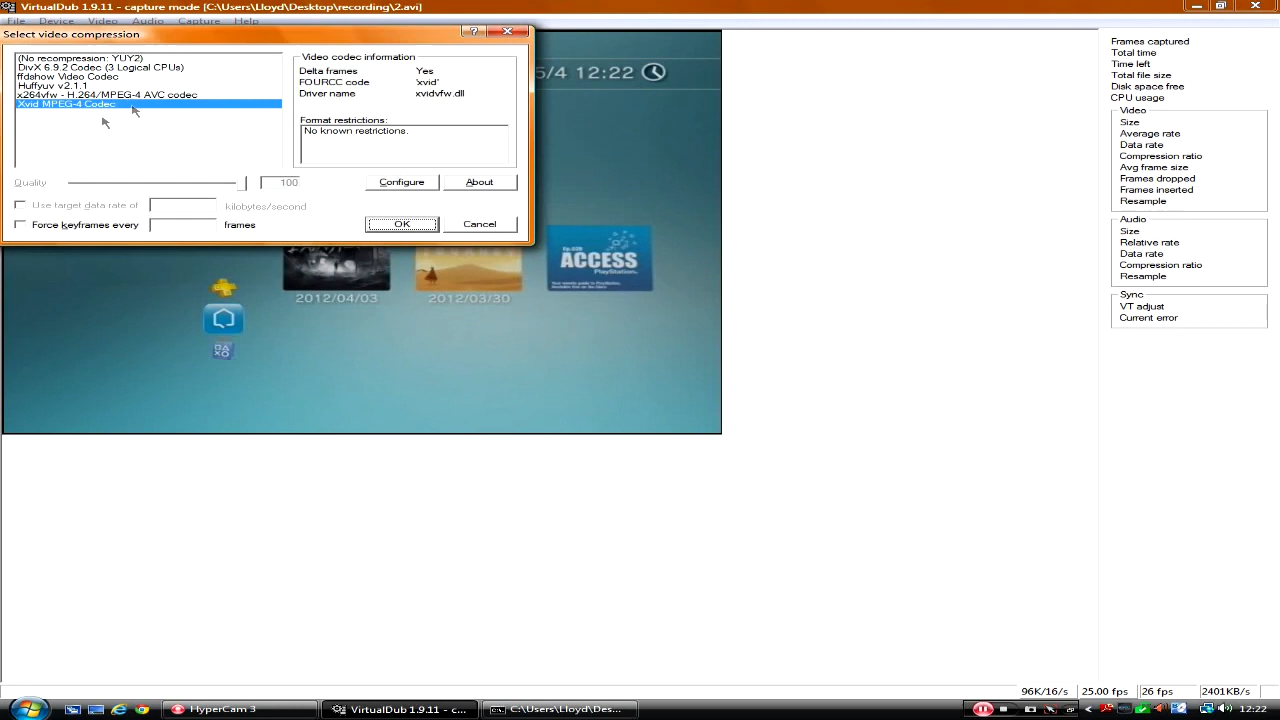 VirtualDub 1.9.11 - capture mode [C:\Users\Lloyd\Desktop\recording\2.avi]
File Device Video Audio Capture Help
Select video compression
(No recompression: YUY2)
DivX 6.9.2 Codec (3 Logical CPUs)
ffdshow Video Codec
Huffyuv v2.1.1
x264vfw - H.264/MPEG-4 AVC codec
Xvid MPEG-4 Codec
Video codec information
Delta frames Yes
FOURCC code 'xvid'
Driver name xvidvfw.dll
Format restrictions:
No known restrictions.
Quality 100
Configure About
Use target data rate of kilobytes/second
Force keyframes every frames
OK Cancel
5/4 12:22
ACCESS
PlayStation.
2012/04/03 2012/03/30
Frames captured
Total time
Time left
Total file size
Disk space free
CPU usage
Video
Size
Average rate
Data rate
Compression ratio
Avg frame size
Frames dropped
Frames inserted
Resample
Audio
Size
Relative rate
Data rate
Compression ratio
Resample
Sync
VT adjust
Current error
96K/16/s 25.00 fps 26 fps 2401KB/s
HyperCam 3
VirtualDub 1.9.11 - c...
C:\Users\Lloyd\Des...
12:22